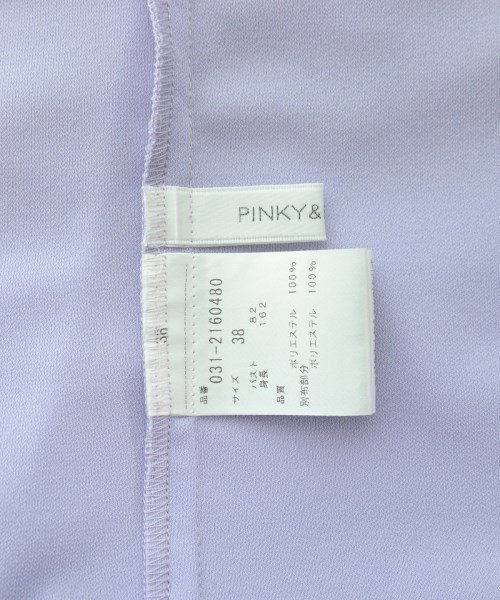 PINKY&
38
品番
031-2160480
サイズ
38
バスト 82
身長 162
品質
ポリエステル 100%
別布部分
ポリエステル 100%